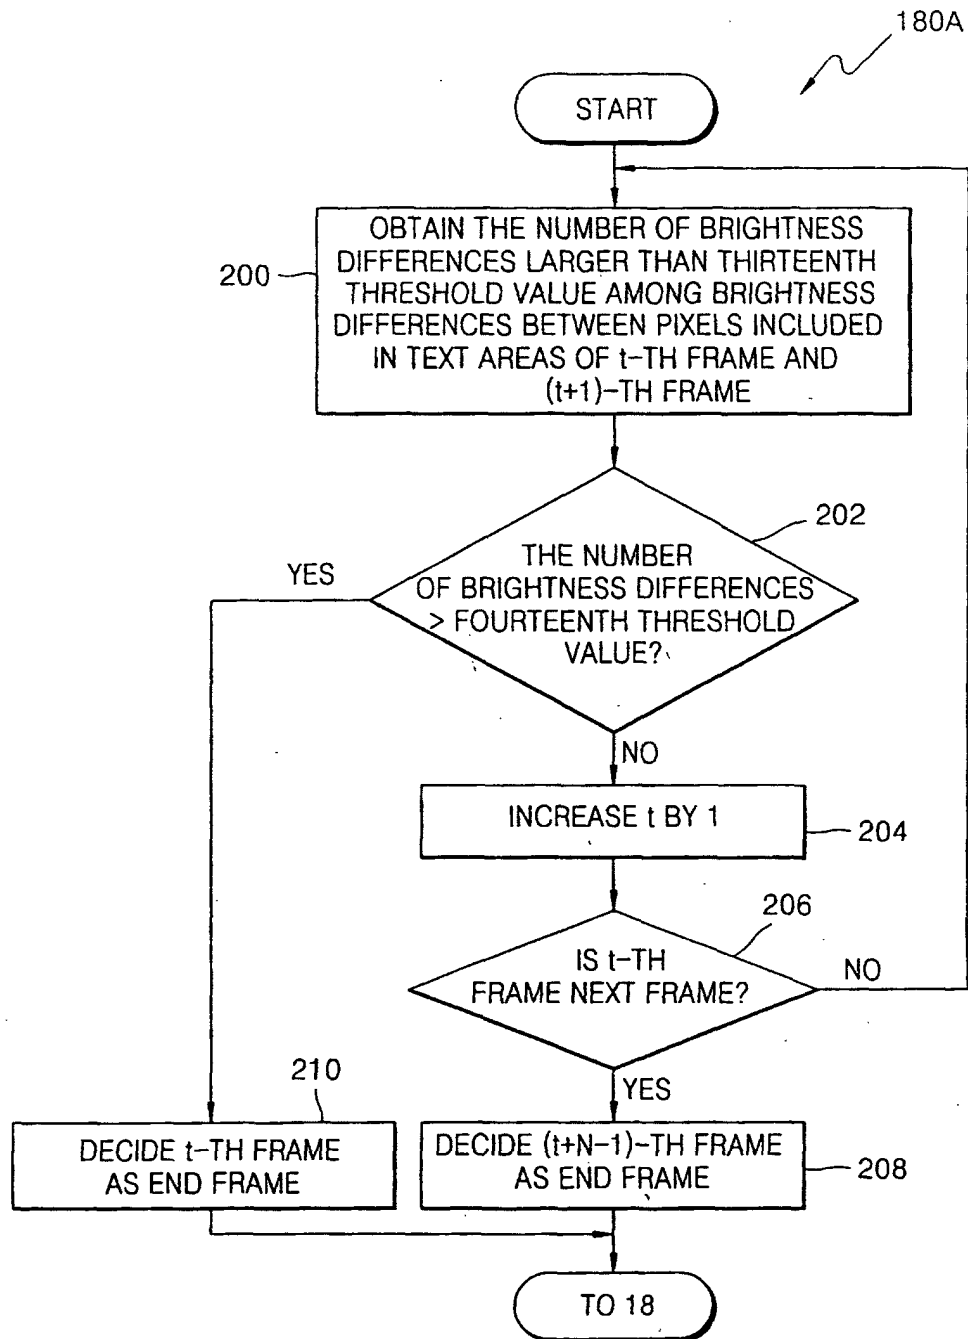 180A
START
200
OBTAIN THE NUMBER OF BRIGHTNESS
DIFFERENCES LARGER THAN THIRTEENTH
THRESHOLD VALUE AMONG BRIGHTNESS
DIFFERENCES BETWEEN PIXELS INCLUDED
IN TEXT AREAS OF t-TH FRAME AND
(t+1)-TH FRAME
202
THE NUMBER
OF BRIGHTNESS DIFFERENCES
> FOURTEENTH THRESHOLD
VALUE?
YES
NO
INCREASE t BY 1
204
206
IS t-TH
FRAME NEXT FRAME?
NO
YES
210
DECIDE t-TH FRAME
AS END FRAME
DECIDE (t+N-1)-TH FRAME
AS END FRAME
208
TO 18